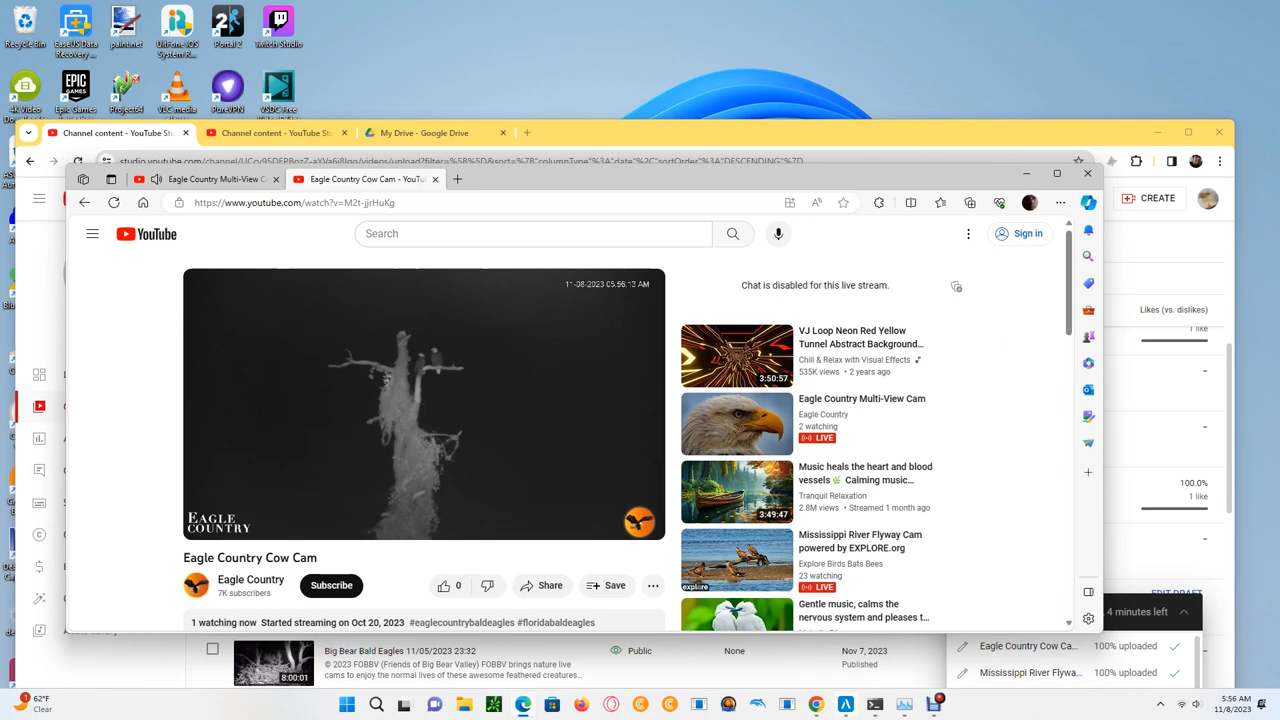 Recycle Bin
EaseUS Data
Recovery ...
paint.net
UltFone iOS
System R...
Portal 2
Twitch Studio
4K Video
Epic Games
Project64
VLC media
PureVPN
VSDC Free
Channel content - YouTube Stu
Channel content - YouTube Stu
My Drive - Google Drive
Eagle Country Multi-View C
Eagle Country Cow Cam - YouTu
https://www.youtube.com/watch?v=M2t-jjrHuKg
CREATE
YouTube
Search
Sign in
11-08-2023 05:56:13 AM
EAGLE
COUNTRY
Chat is disabled for this live stream.
VJ Loop Neon Red Yellow
Tunnel Abstract Background...
Chill & Relax with Visual Effects
535K views • 2 years ago
3:50:57
Eagle Country Multi-View Cam
Eagle Country
2 watching
LIVE
Music heals the heart and blood
vessels Calming music...
Tranquil Relaxation
2.8M views • Streamed 1 month ago
3:49:47
Mississippi River Flyway Cam
powered by EXPLORE.org
Explore Birds Bats Bees
23 watching
LIVE
explore
Gentle music, calms the
nervous system and pleases t...
Eagle Country Cow Cam
Eagle Country
7K subscribers
Subscribe
0
Share
Save
1 watching now Started streaming on Oct 20, 2023 #eaglecountrybaldeagles #floridabaldeagles
Likes (vs. dislikes)
1 like
–
100.0%
1 like
–
EDIT DRAFT
4 minutes left
Eagle Country Cow Ca... 100% uploaded
Mississippi River Flywa... 100% uploaded
Big Bear Bald Eagles 11/05/2023 23:32
© 2023 FOBBV (Friends of Big Bear Valley) FOBBV brings nature live
cams to enjoy the normal lives of these awesome feathered creatures...
8:00:01
Public
None
Nov 7, 2023
Published
62°F
Clear
5:56 AM
11/8/2023